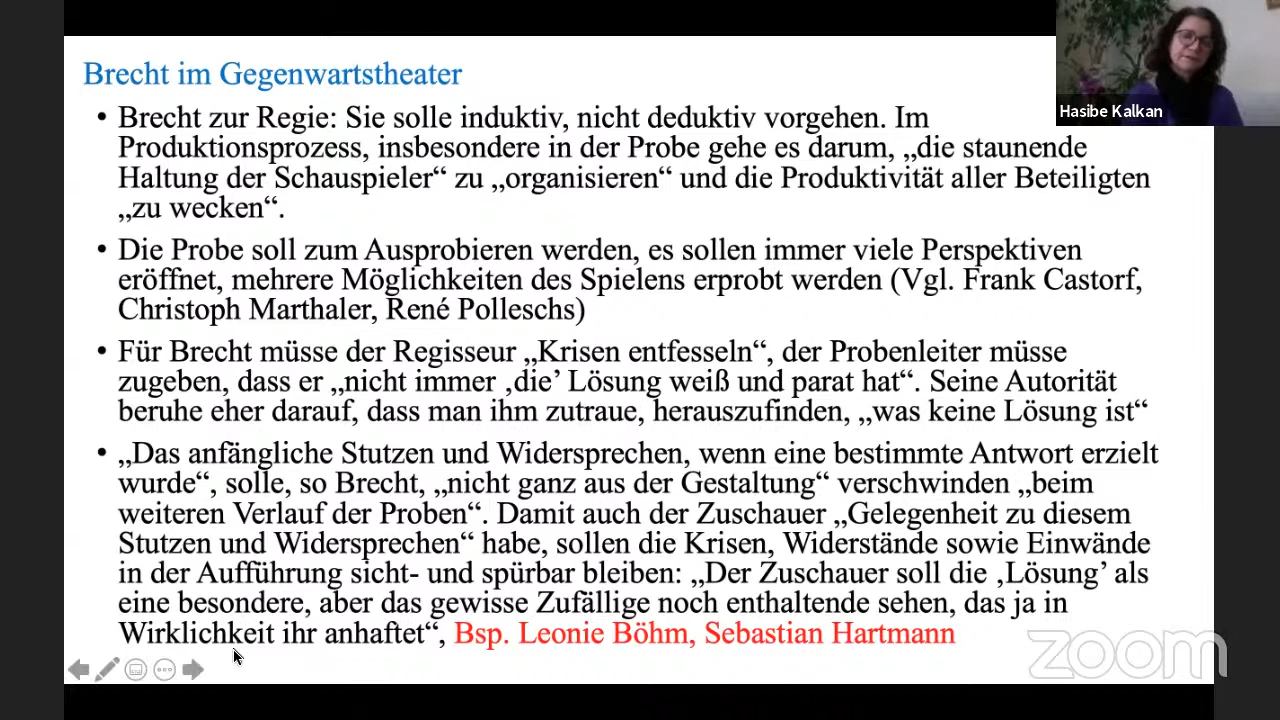 Brecht im Gegenwartstheater
• Brecht zur Regie: Sie solle induktiv, nicht deduktiv vorgehen. Im
Produktionsprozess, insbesondere in der Probe gehe es darum, „die staunende
Haltung der Schauspieler“ zu „organisieren“ und die Produktivität aller Beteiligten
„zu wecken“.
• Die Probe soll zum Ausprobieren werden, es sollen immer viele Perspektiven
eröffnet, mehrere Möglichkeiten des Spielens erprobt werden (Vgl. Frank Castorf,
Christoph Marthaler, René Polleschs)
• Für Brecht müsse der Regisseur „Krisen entfesseln“, der Probenleiter müsse
zugeben, dass er „nicht immer ‚die’ Lösung weiß und parat hat“. Seine Autorität
beruhe eher darauf, dass man ihm zutraue, herauszufinden, „was keine Lösung ist“
• „Das anfängliche Stutzen und Widersprechen, wenn eine bestimmte Antwort erzielt
wurde“, solle, so Brecht, „nicht ganz aus der Gestaltung“ verschwinden „beim
weiteren Verlauf der Proben“. Damit auch der Zuschauer „Gelegenheit zu diesem
Stutzen und Widersprechen“ habe, sollen die Krisen, Widerstände sowie Einwände
in der Aufführung sicht- und spürbar bleiben: „Der Zuschauer soll die ‚Lösung’ als
eine besondere, aber das gewisse Zufällige noch enthaltende sehen, das ja in
Wirklichkeit ihr anhaftet“, Bsp. Leonie Böhm, Sebastian Hartmann
Hasibe Kalkan
zoom